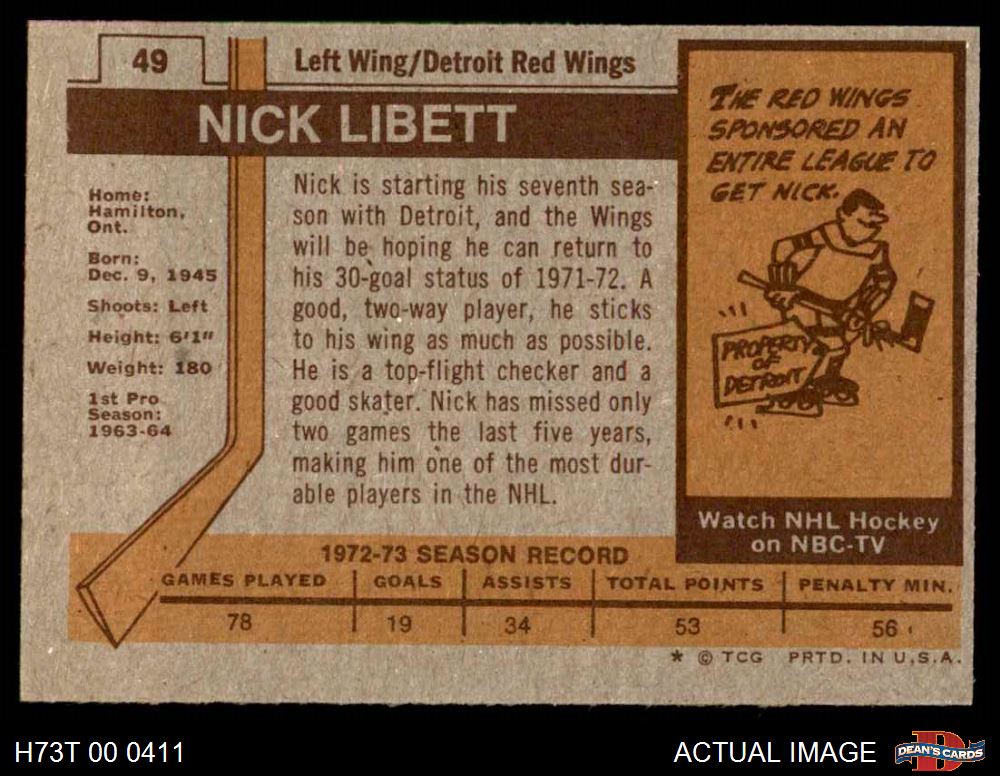 49
Left Wing/Detroit Red Wings
NICK LIBETT
Home:
Hamilton,
Ont.
Born:
Dec. 9, 1945
Shoots: Left
Height: 6'1"
Weight: 180
1st Pro
Season:
1963-64
Nick is starting his seventh sea-
son with Detroit, and the Wings
will be hoping he can return to
his 30-goal status of 1971-72. A
good, two-way player, he sticks
to his wing as much as possible.
He is a top-flight checker and a
good skater. Nick has missed only
two games the last five years,
making him one of the most dur-
able players in the NHL.
THE RED WINGS
SPONSORED AN
ENTIRE LEAGUE TO
GET NICK.
PROPERTY
OF
DETROIT
Watch NHL Hockey
on NBC-TV
1972-73 SEASON RECORD
GAMES PLAYED GOALS ASSISTS TOTAL POINTS PENALTY MIN.
78 19 34 53 56
* © TCG PRTD. IN U.S.A.
H73T 00 0411
ACTUAL IMAGE
D
DEAN'S CARDS